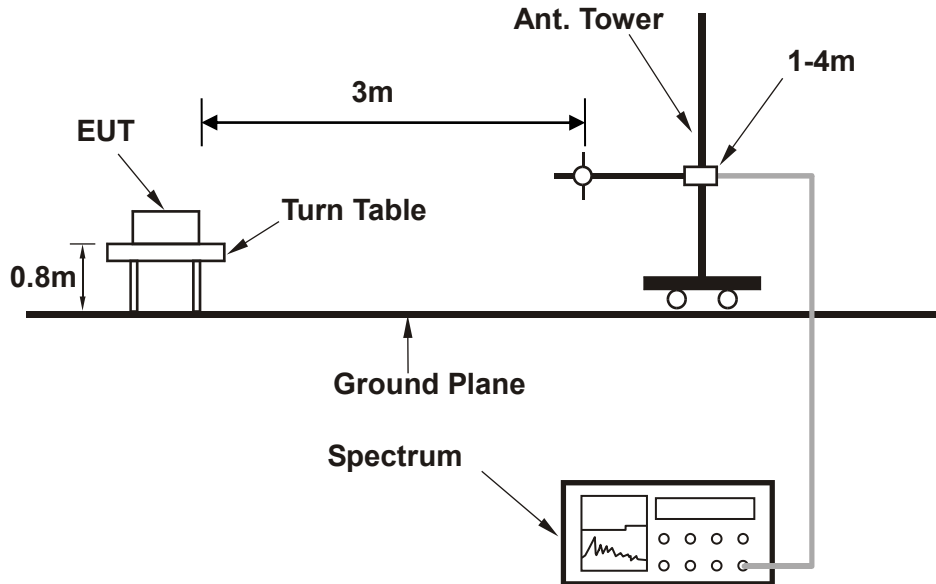 Ant. Tower
1-4m
3m
EUT
Turn Table
0.8m
Ground Plane
Spectrum